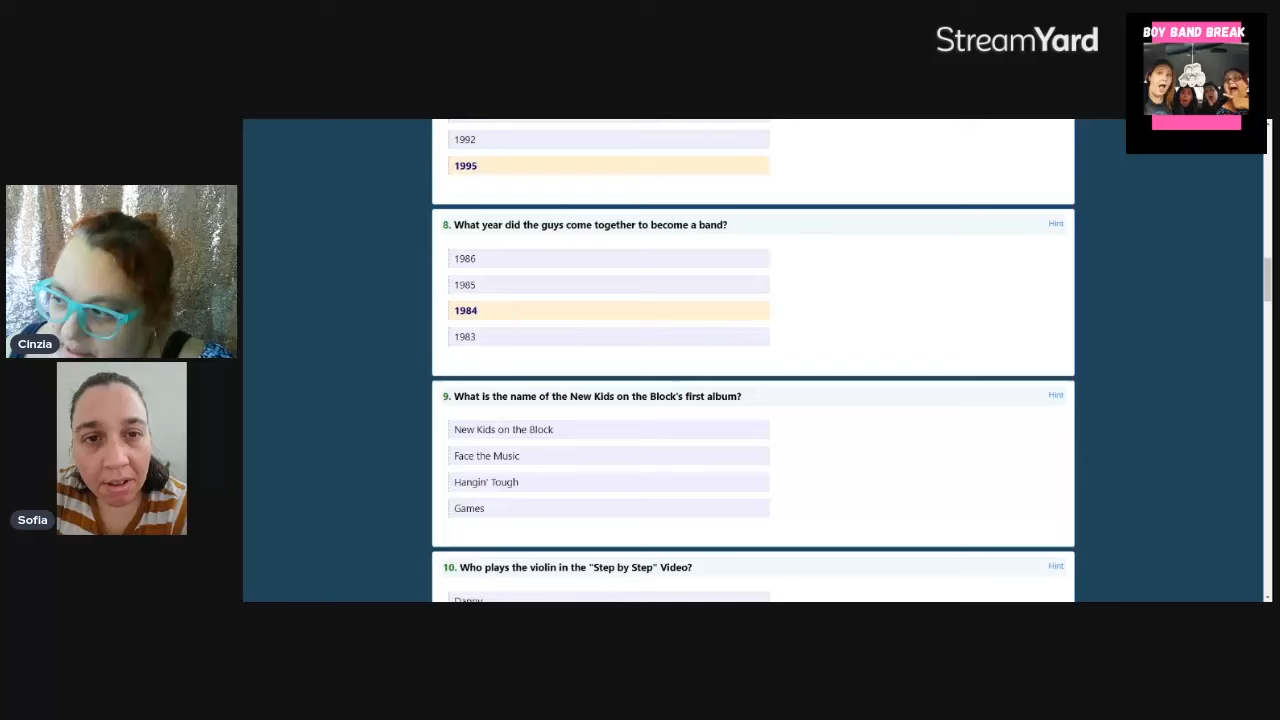 StreamYard
BOY BAND BREAK
1992
1995
8. What year did the guys come together to become a band?
Hint
1986
1985
1984
1983
9. What is the name of the New Kids on the Block's first album?
Hint
New Kids on the Block
Face the Music
Hangin' Tough
Games
10. Who plays the violin in the "Step by Step" Video?
Hint
Danny
Cinzia
Sofia